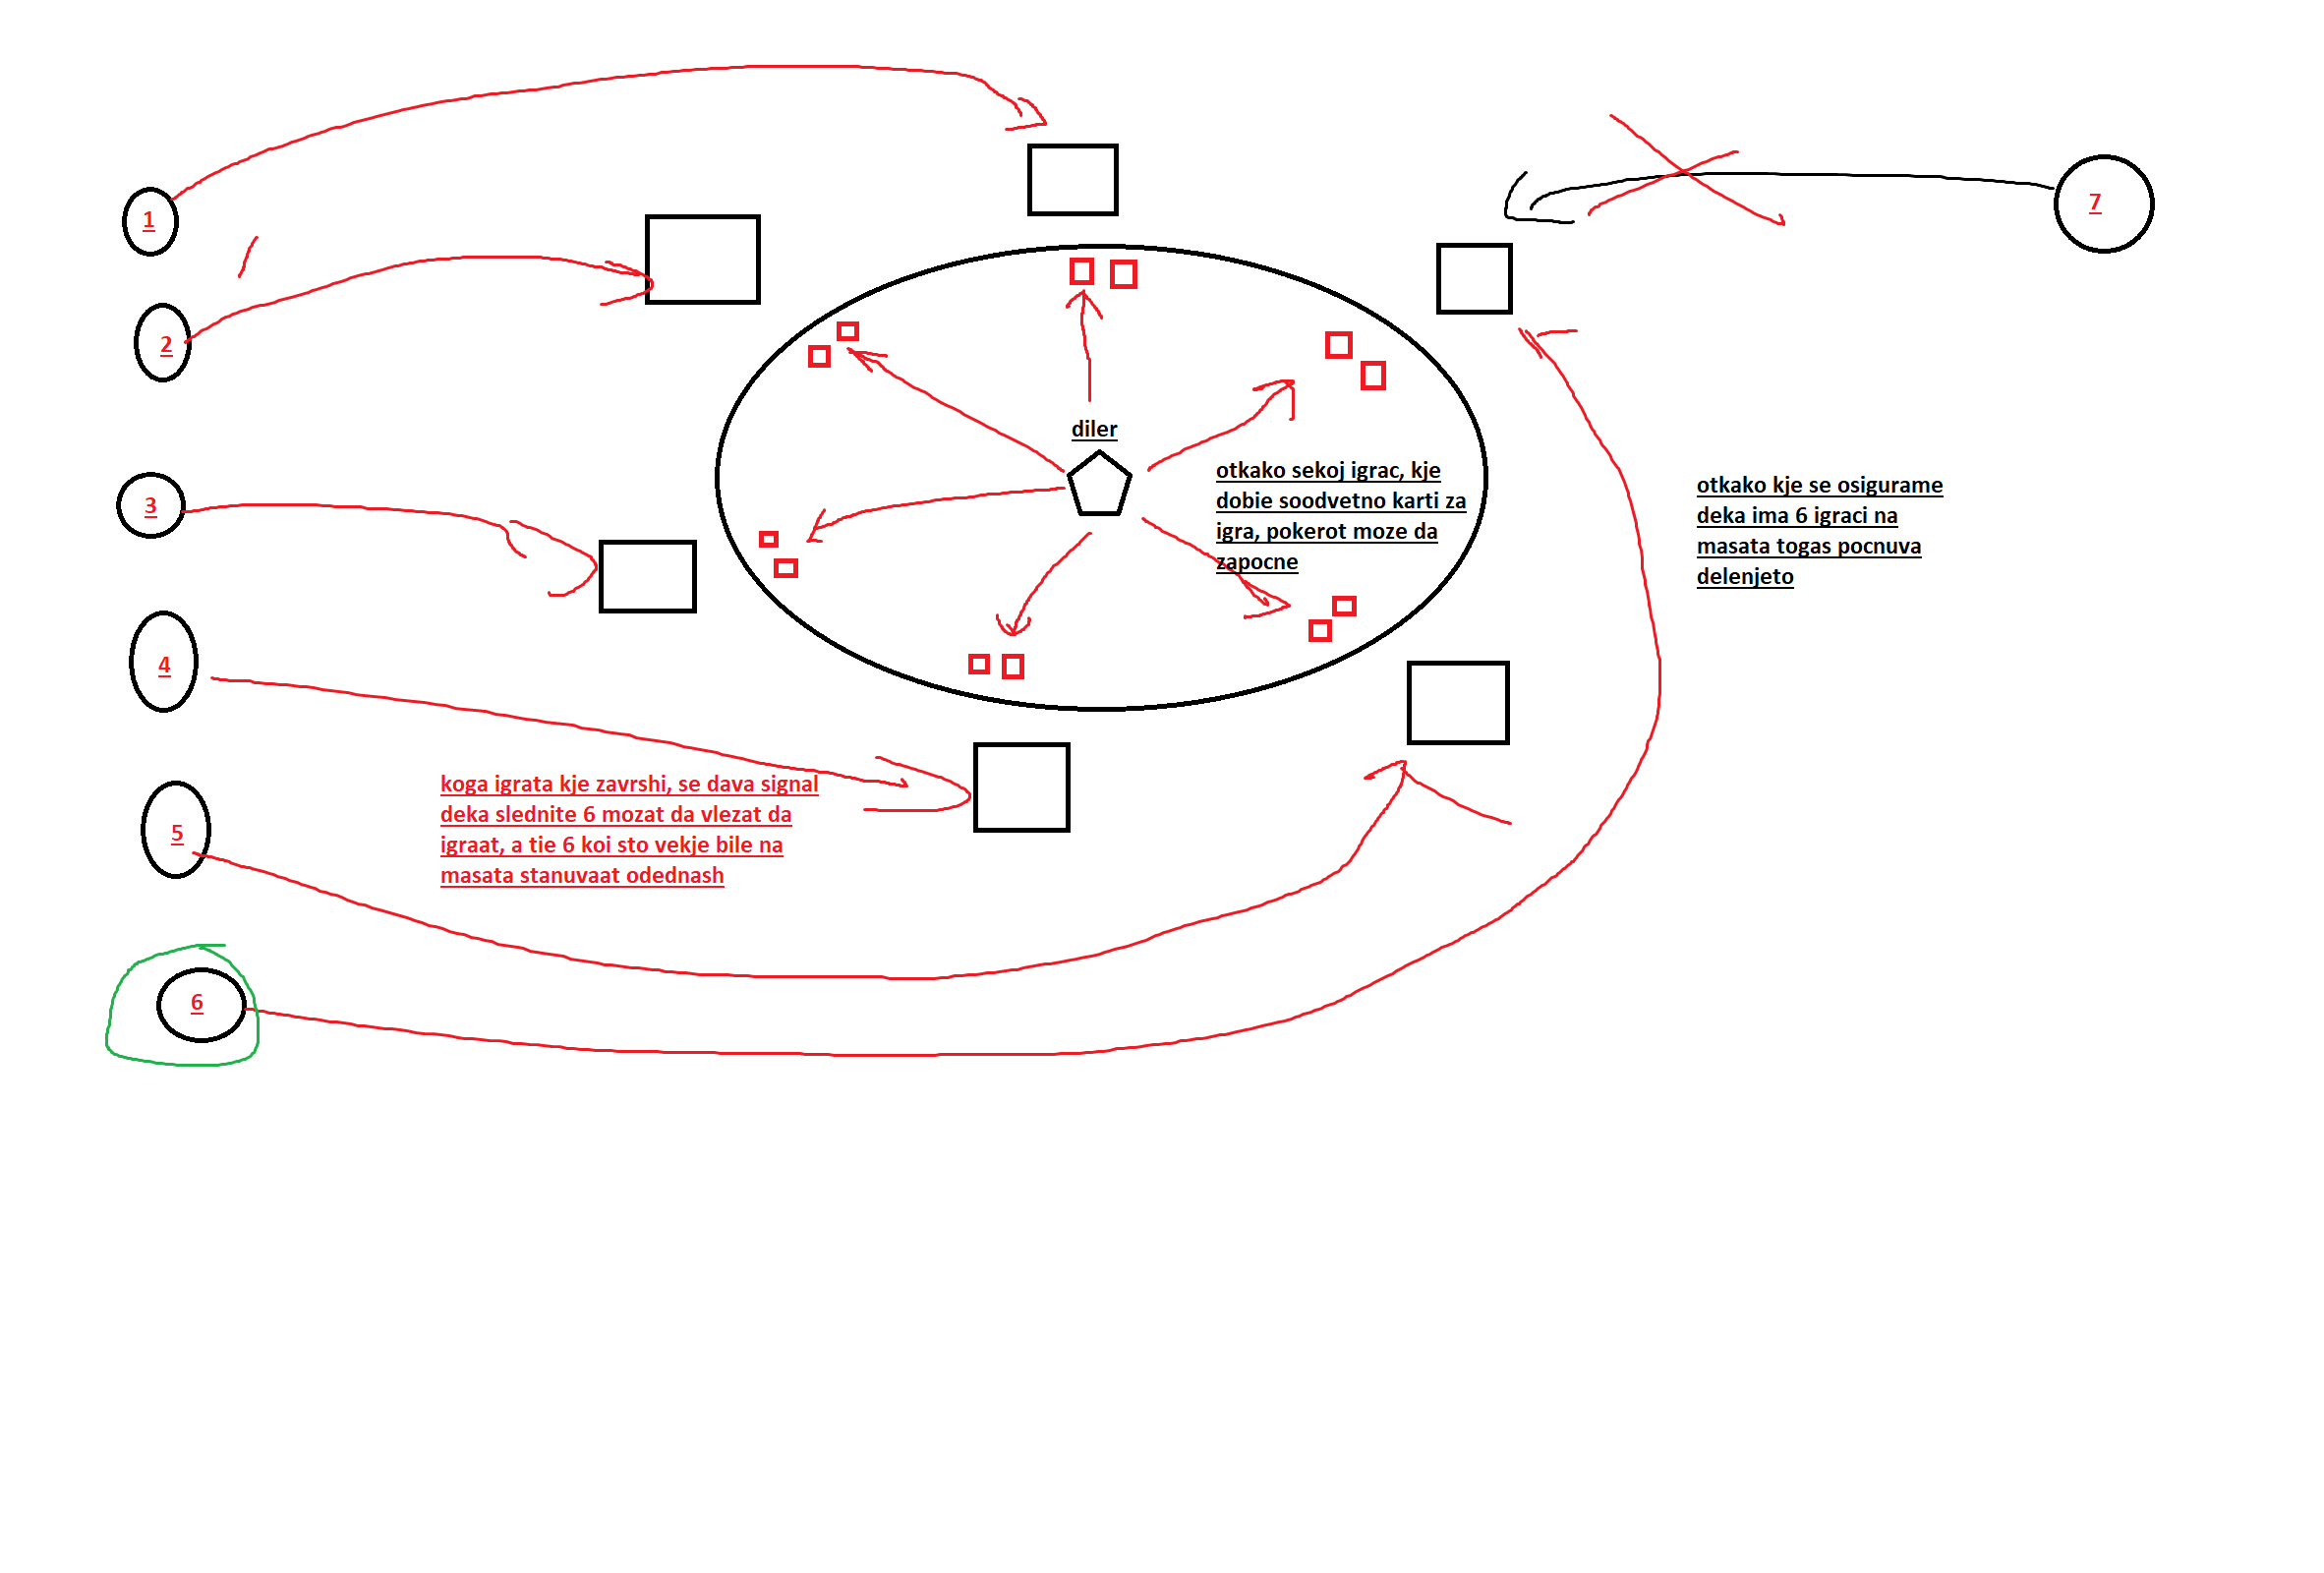 1
7
2
diler
otkako sekoj igrac, kje
dobie soodvetno karti za
igra, pokerot moze da
zapocne
otkako kje se osigurame
deka ima 6 igraci na
masata togas pocnuva
delenjeto
3
4
koga igrata kje zavrshi, se dava signal
deka slednite 6 mozat da vlezat da
igraat, a tie 6 koi sto vekje bile na
masata stanuvaat odednash
5
6